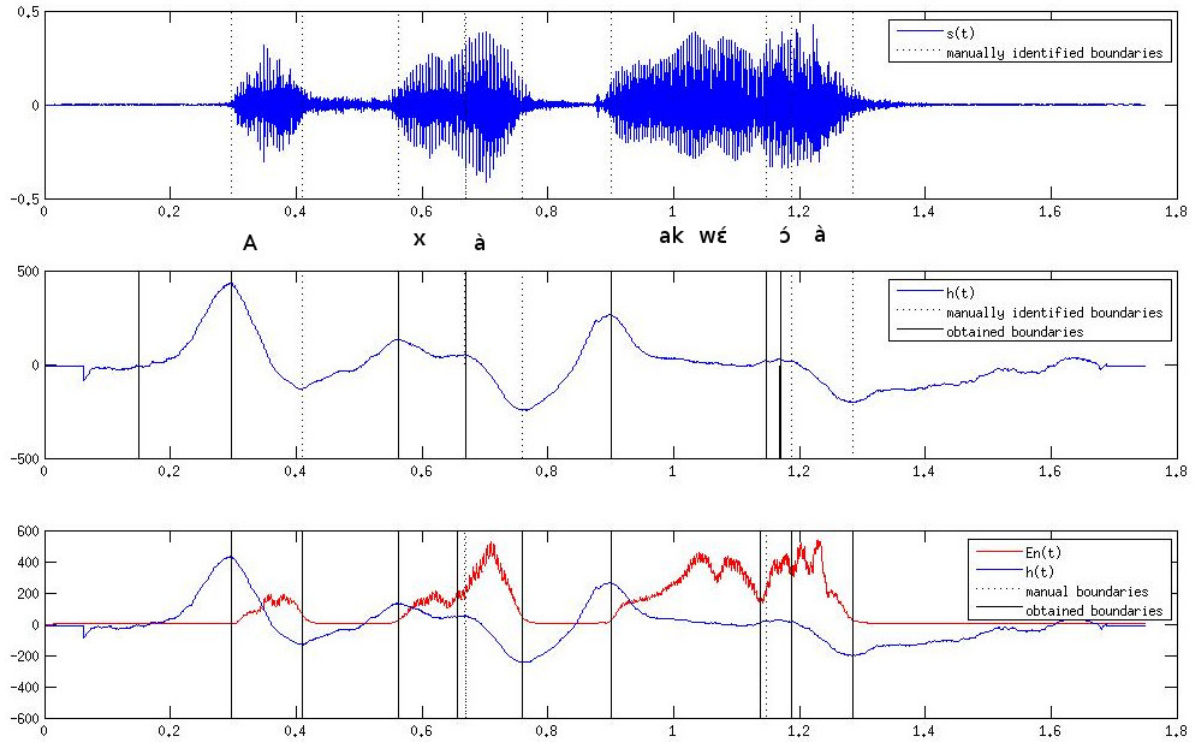 0.5
0
-0.5
s(t)
manually identified boundaries
0 0.2 0.4 0.6 0.8 1 1.2 1.4 1.6 1.8
A x à ak wɛ́ ɔ́ à
500
0
-500
h(t)
manually identified boundaries
obtained boundaries
0 0.2 0.4 0.6 0.8 1 1.2 1.4 1.6 1.8
600
400
200
0
-200
-400
-600
En(t)
h(t)
manual boundaries
obtained boundaries
0 0.2 0.4 0.6 0.8 1 1.2 1.4 1.6 1.8